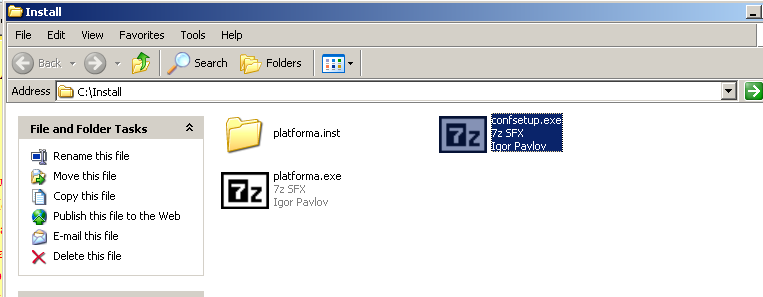 Install
File Edit View Favorites Tools Help
Back Search Folders
Address C:\Install
File and Folder Tasks
Rename this file
Move this file
Copy this file
Publish this file to the Web
E-mail this file
Delete this file
platforma.inst
confsetup.exe
7z SFX
Igor Pavlov
7z
platforma.exe
7z SFX
Igor Pavlov
7z